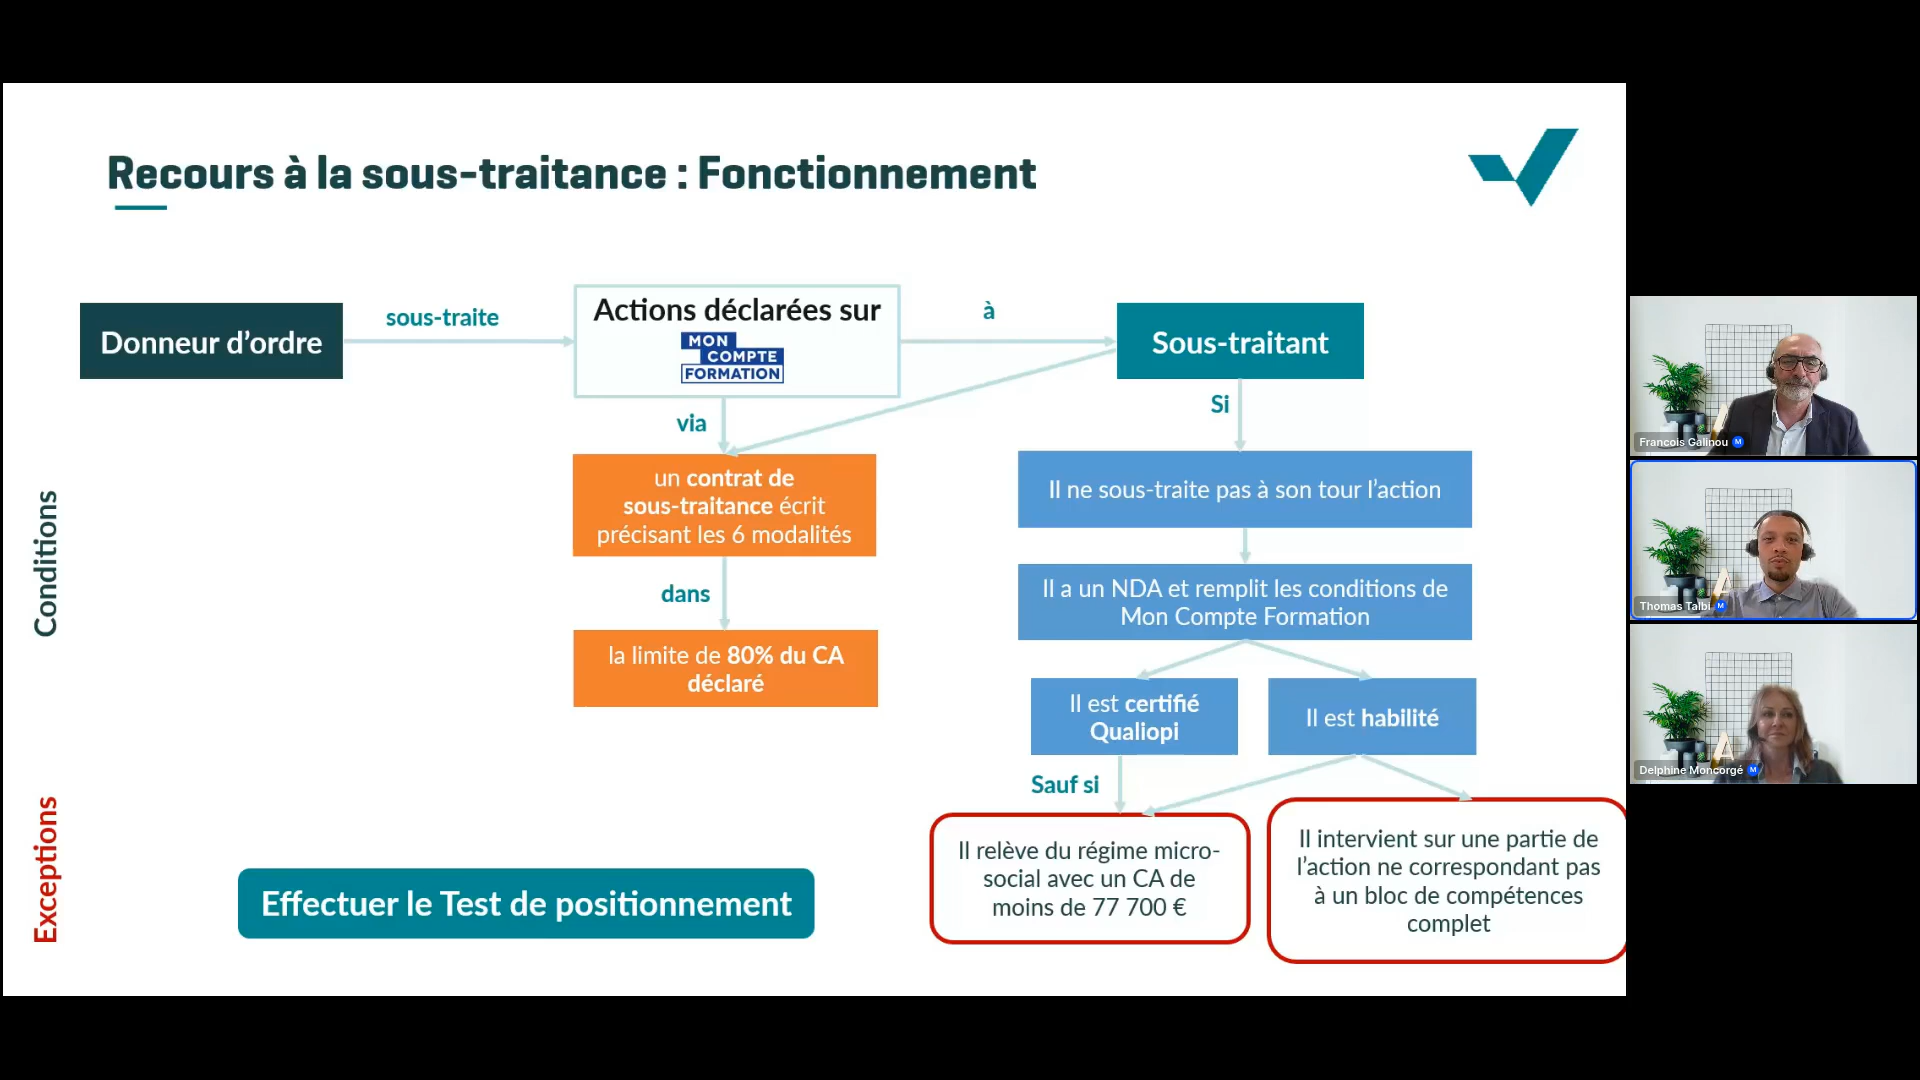 Recours à la sous-traitance : Fonctionnement
Donneur d’ordre
sous-traite
Actions déclarées sur
MON
COMPTE
FORMATION
à
Sous-traitant
via
Si
un contrat de
sous-traitance écrit
précisant les 6 modalités
Il ne sous-traite pas à son tour l’action
Conditions
dans
Il a un NDA et remplit les conditions de
Mon Compte Formation
la limite de 80% du CA
déclaré
Il est certifié
Qualiopi
Il est habilité
Sauf si
Exceptions
Effectuer le Test de positionnement
Il relève du régime micro-
social avec un CA de
moins de 77 700 €
Il intervient sur une partie de
l’action ne correspondant pas
à un bloc de compétences
complet
Francois Galinou M
Thomas Talbi M
Delphine Moncorgé M